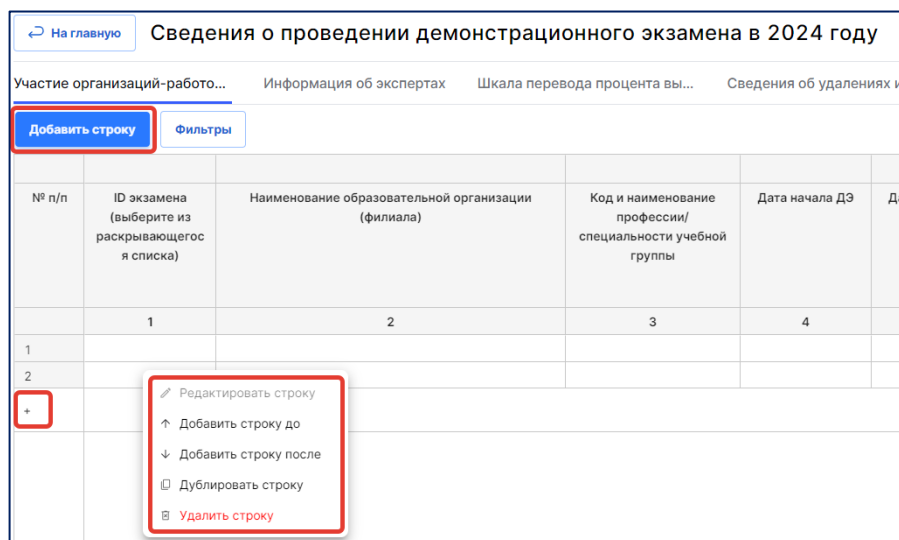 На главную
Сведения о проведении демонстрационного экзамена в 2024 году
Участие организаций-работо...
Информация об экспертах
Шкала перевода процента вы...
Сведения об удалениях и
Добавить строку
Фильтры
№ п/п
ID экзамена
(выберите из
раскрывающегос
я списка)
Наименование образовательной организации
(филиала)
Код и наименование
профессии/
специальности учебной
группы
Дата начала ДЭ
Да
1
2
3
4
1
2
+
Редактировать строку
Добавить строку до
Добавить строку после
Дублировать строку
Удалить строку